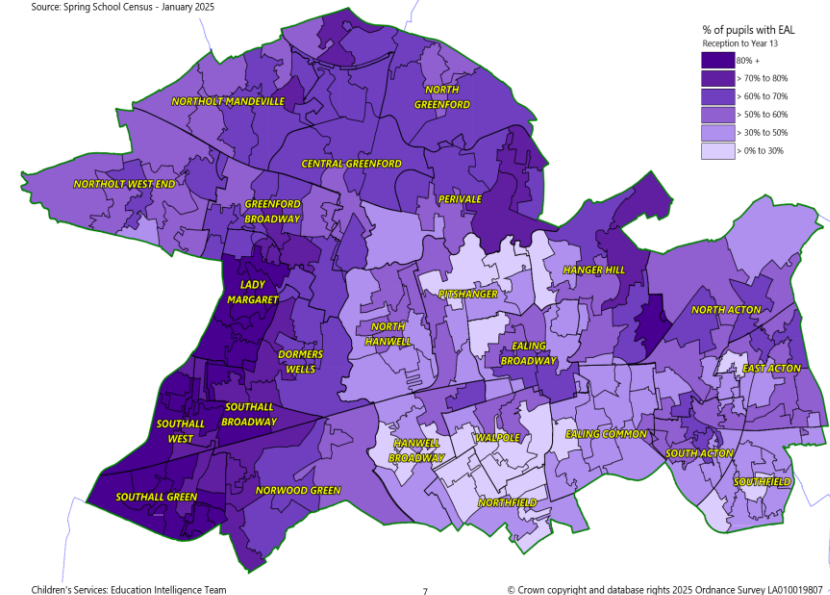 Source: Spring School Census - January 2025
% of pupils with EAL
Reception to Year 13
80% +
> 70% to 80%
> 60% to 70%
> 50% to 60%
> 30% to 50%
> 0% to 30%
NORTHOLT MANDEVILLE
NORTH
GREENFORD
CENTRAL GREENFORD
NORTHOLT WEST END
GREENFORD
BROADWAY
PERIVALE
LADY
MARGARET
PITSHANGER
HANGER HILL
NORTH ACTON
NORTH
HANWELL
DORMERS
WELLS
EALING
BROADWAY
EAST ACTON
SOUTHALL
WEST
SOUTHALL
BROADWAY
HANWELL
BROADWAY
WALPOLE
EALING COMMON
SOUTH ACTON
SOUTHALL GREEN
NORWOOD GREEN
NORTHFIELD
SOUTHFIELD
Children's Services: Education Intelligence Team
7
© Crown copyright and database rights 2025 Ordnance Survey LA010019807